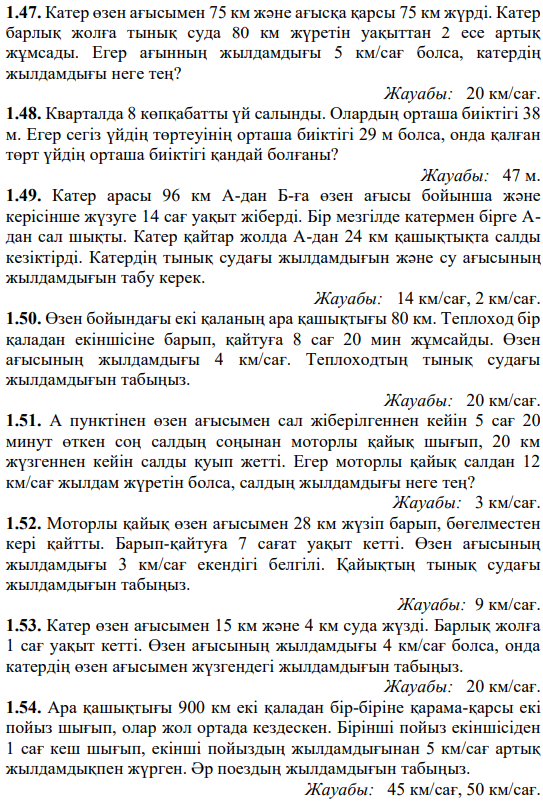 1.47. Катер өзен ағысымен 75 км және ағысқа қарсы 75 км жүрді. Катер
барлық жолға тынық суда 80 км жүретін уақыттан 2 есе артық
жұмсады. Егер ағынның жылдамдығы 5 км/сағ болса, катердің
жылдамдығы неге тең?
Жауабы: 20 км/сағ.
1.48. Кварталда 8 көпқабатты үй салынды. Олардың орташа биіктігі 38
м. Егер сегіз үйдің төртеуінің орташа биіктігі 29 м болса, онда қалған
төрт үйдің орташа биіктігі қандай болғаны?
Жауабы: 47 м.
1.49. Катер арасы 96 км А-дан Б-ға өзен ағысы бойынша және
керісінше жүзуге 14 сағ уақыт жіберді. Бір мезгілде катермен бірге А-
дан сал шықты. Катер қайтар жолда А-дан 24 км қашықтықта салды
кезіктірді. Катердің тынық судағы жылдамдығын және су ағысының
жылдамдығын табу керек.
Жауабы: 14 км/сағ, 2 км/сағ.
1.50. Өзен бойындағы екі қаланың ара қашықтығы 80 км. Теплоход бір
қаладан екіншісіне барып, қайтуға 8 сағ 20 мин жұмсайды. Өзен
ағысының жылдамдығы 4 км/сағ. Теплоходтың тынық судағы
жылдамдығын табыңыз.
Жауабы: 20 км/сағ.
1.51. А пунктінен өзен ағысымен сал жіберілгеннен кейін 5 сағ 20
минут өткен соң салдың соңынан моторлы қайық шығып, 20 км
жүзгеннен кейін салды қуып жетті. Егер моторлы қайық салдан 12
км/сағ жылдам жүретін болса, салдың жылдамдығы неге тең?
Жауабы: 3 км/сағ.
1.52. Моторлы қайық өзен ағысымен 28 км жүзіп барып, бөгелместен
кері қайтты. Барып-қайтуға 7 сағат уақыт кетті. Өзен ағысының
жылдамдығы 3 км/сағ екендігі белгілі. Қайықтың тынық судағы
жылдамдығын табыңыз.
Жауабы: 9 км/сағ.
1.53. Катер өзен ағысымен 15 км және 4 км суда жүзді. Барлық жолға
1 сағ уақыт кетті. Өзен ағысының жылдамдығы 4 км/сағ болса, онда
катердің өзен ағысымен жүзгендегі жылдамдығын табыңыз.
Жауабы: 20 км/сағ.
1.54. Ара қашықтығы 900 км екі қаладан бір-біріне қарама-қарсы екі
пойыз шығып, олар жол ортада кездескен. Бірінші пойыз екіншісіден
1 сағ кеш шығып, екінші пойыздың жылдамдығынан 5 км/сағ артық
жылдамдықпен жүрген. Әр поездың жылдамдығын табыңыз.
Жауабы: 45 км/сағ, 50 км/сағ.